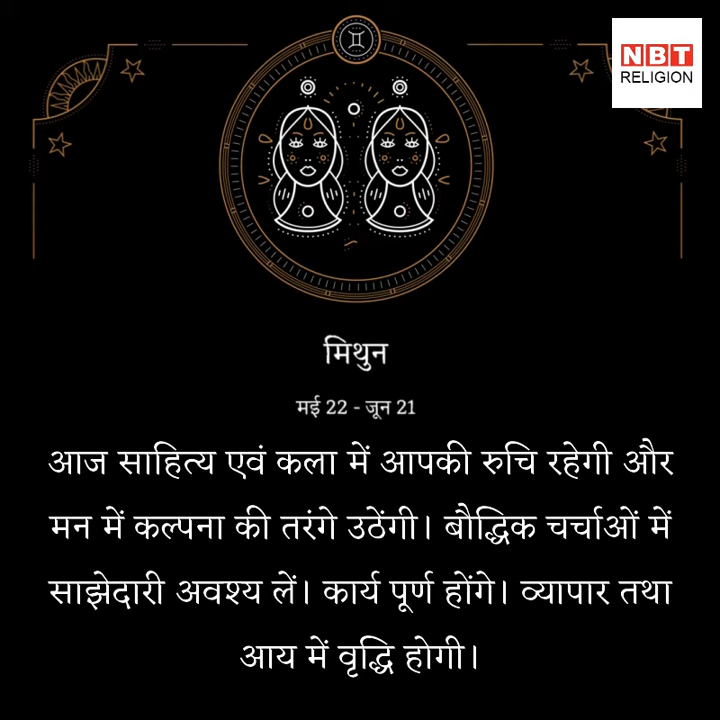 NBT
RELIGION
मिथुन
मई 22 - जून 21
आज साहित्य एवं कला में आपकी रुचि रहेगी और
मन में कल्पना की तरंगे उठेंगी। बौद्धिक चर्चाओं में
साझेदारी अवश्य लें। कार्य पूर्ण होंगे। व्यापार तथा
आय में वृद्धि होगी।